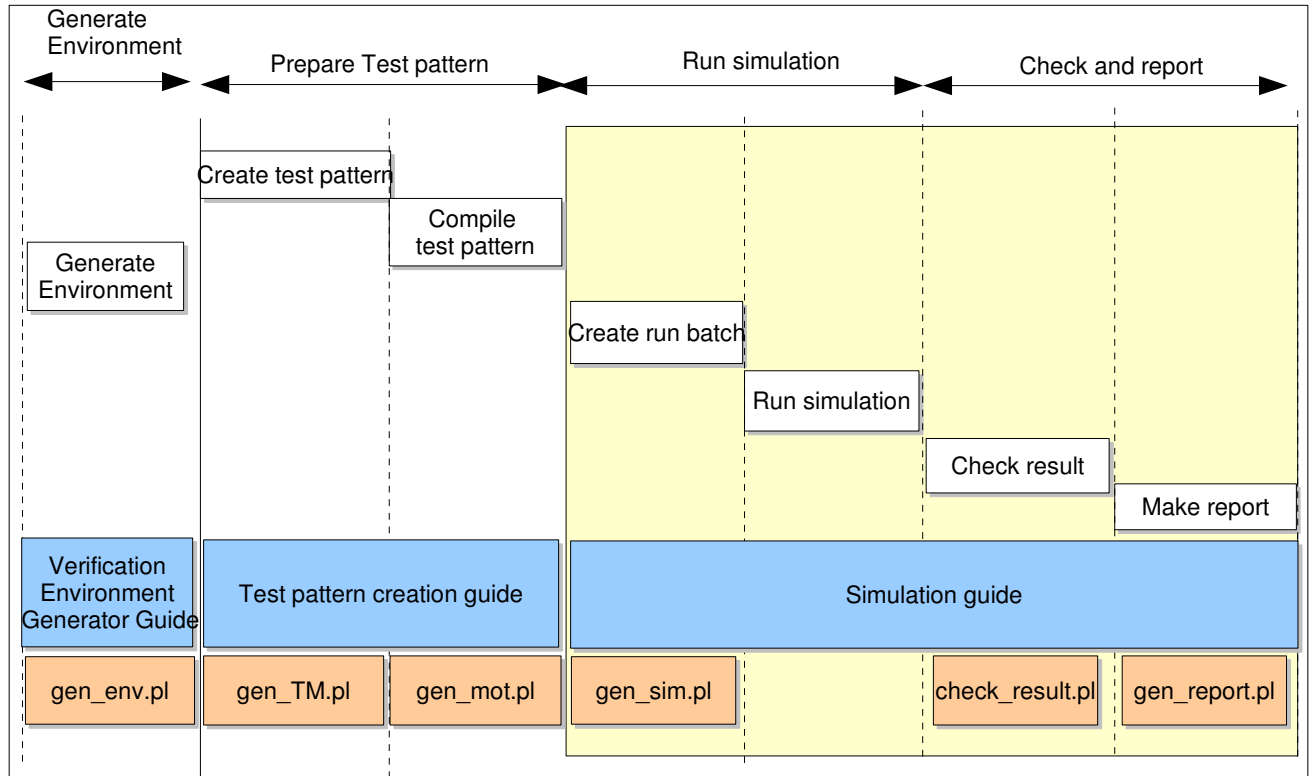 Generate
Environment
Prepare Test pattern
Run simulation
Check and report
Create test pattern
Compile
test pattern
Generate
Environment
Create run batch
Run simulation
Check result
Make report
Verification
Environment
Generator Guide
Test pattern creation guide
Simulation guide
gen_env.pl
gen_TM.pl
gen_mot.pl
gen_sim.pl
check_result.pl
gen_report.pl